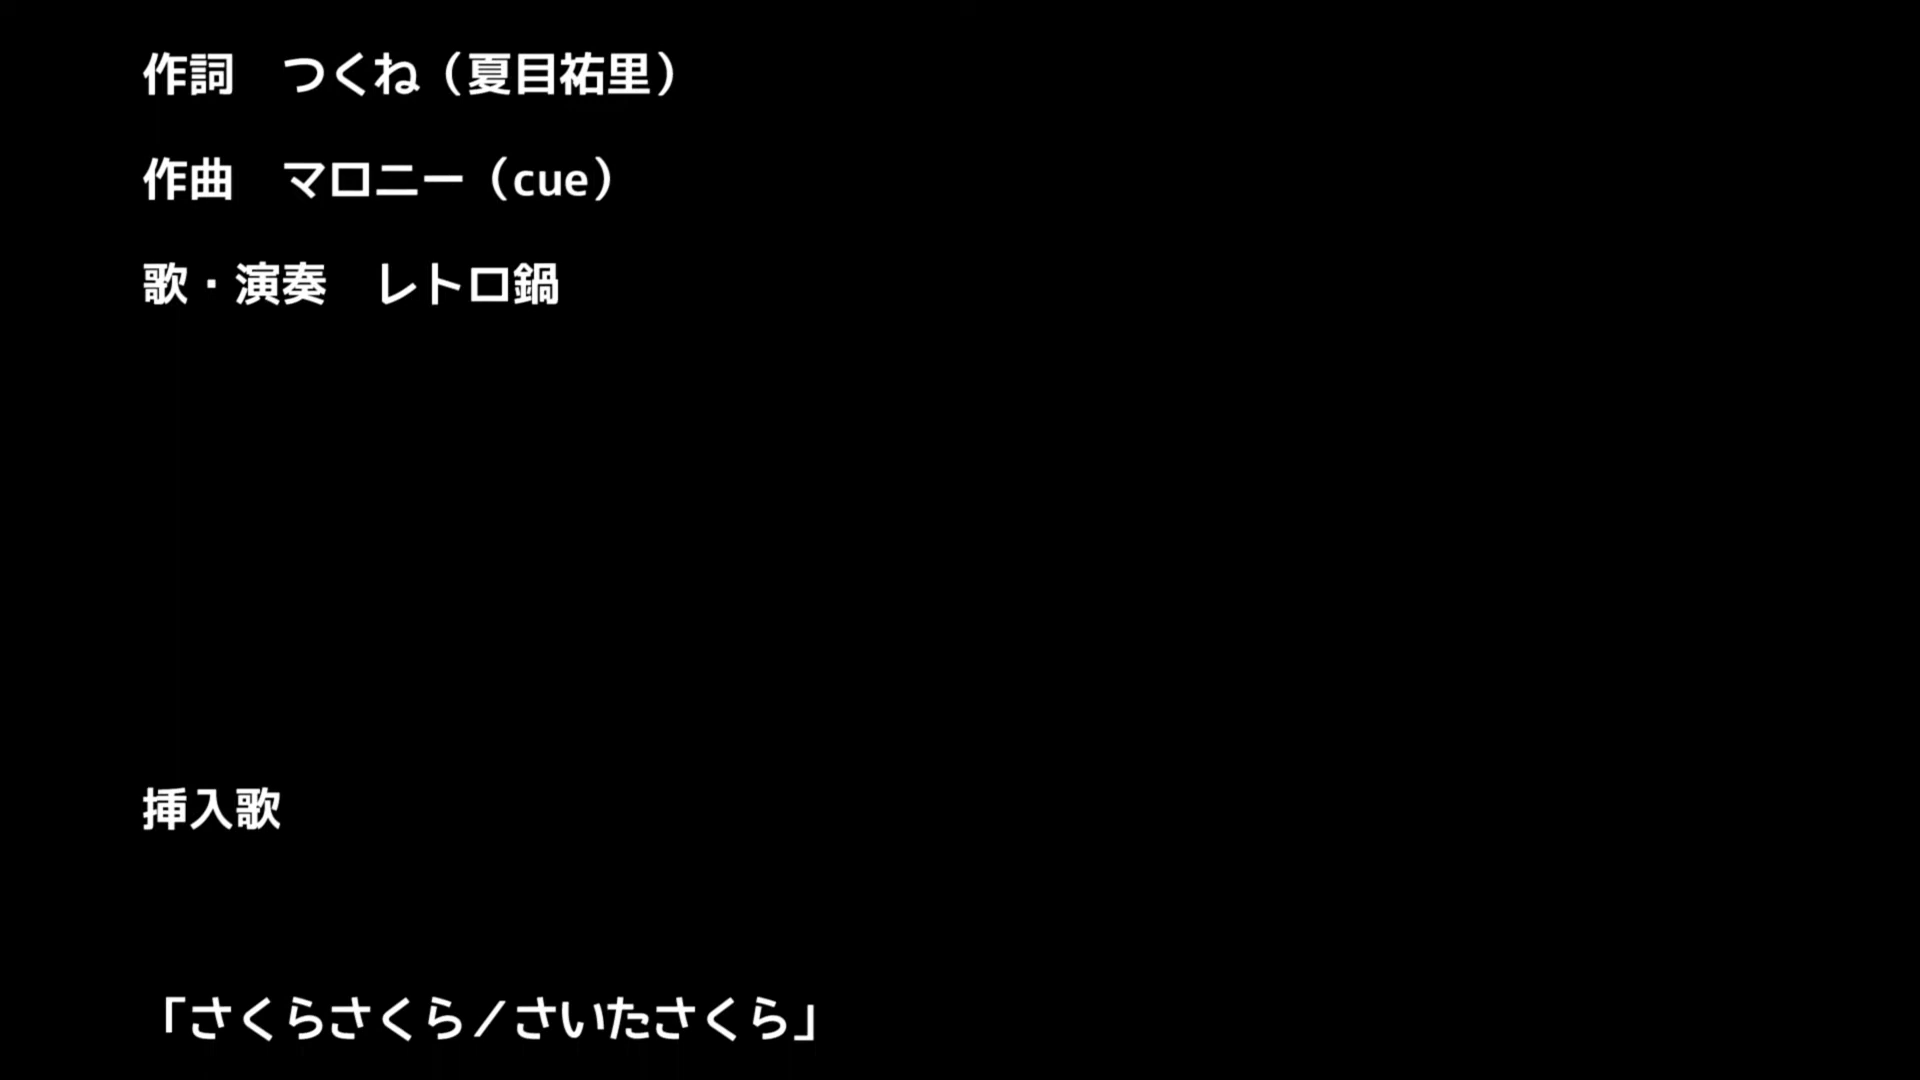 作詞　つくね（夏目祐里）
作曲　マロニー（cue）
歌・演奏　レトロ鍋
挿入歌
「さくらさくら／さいたさくら」